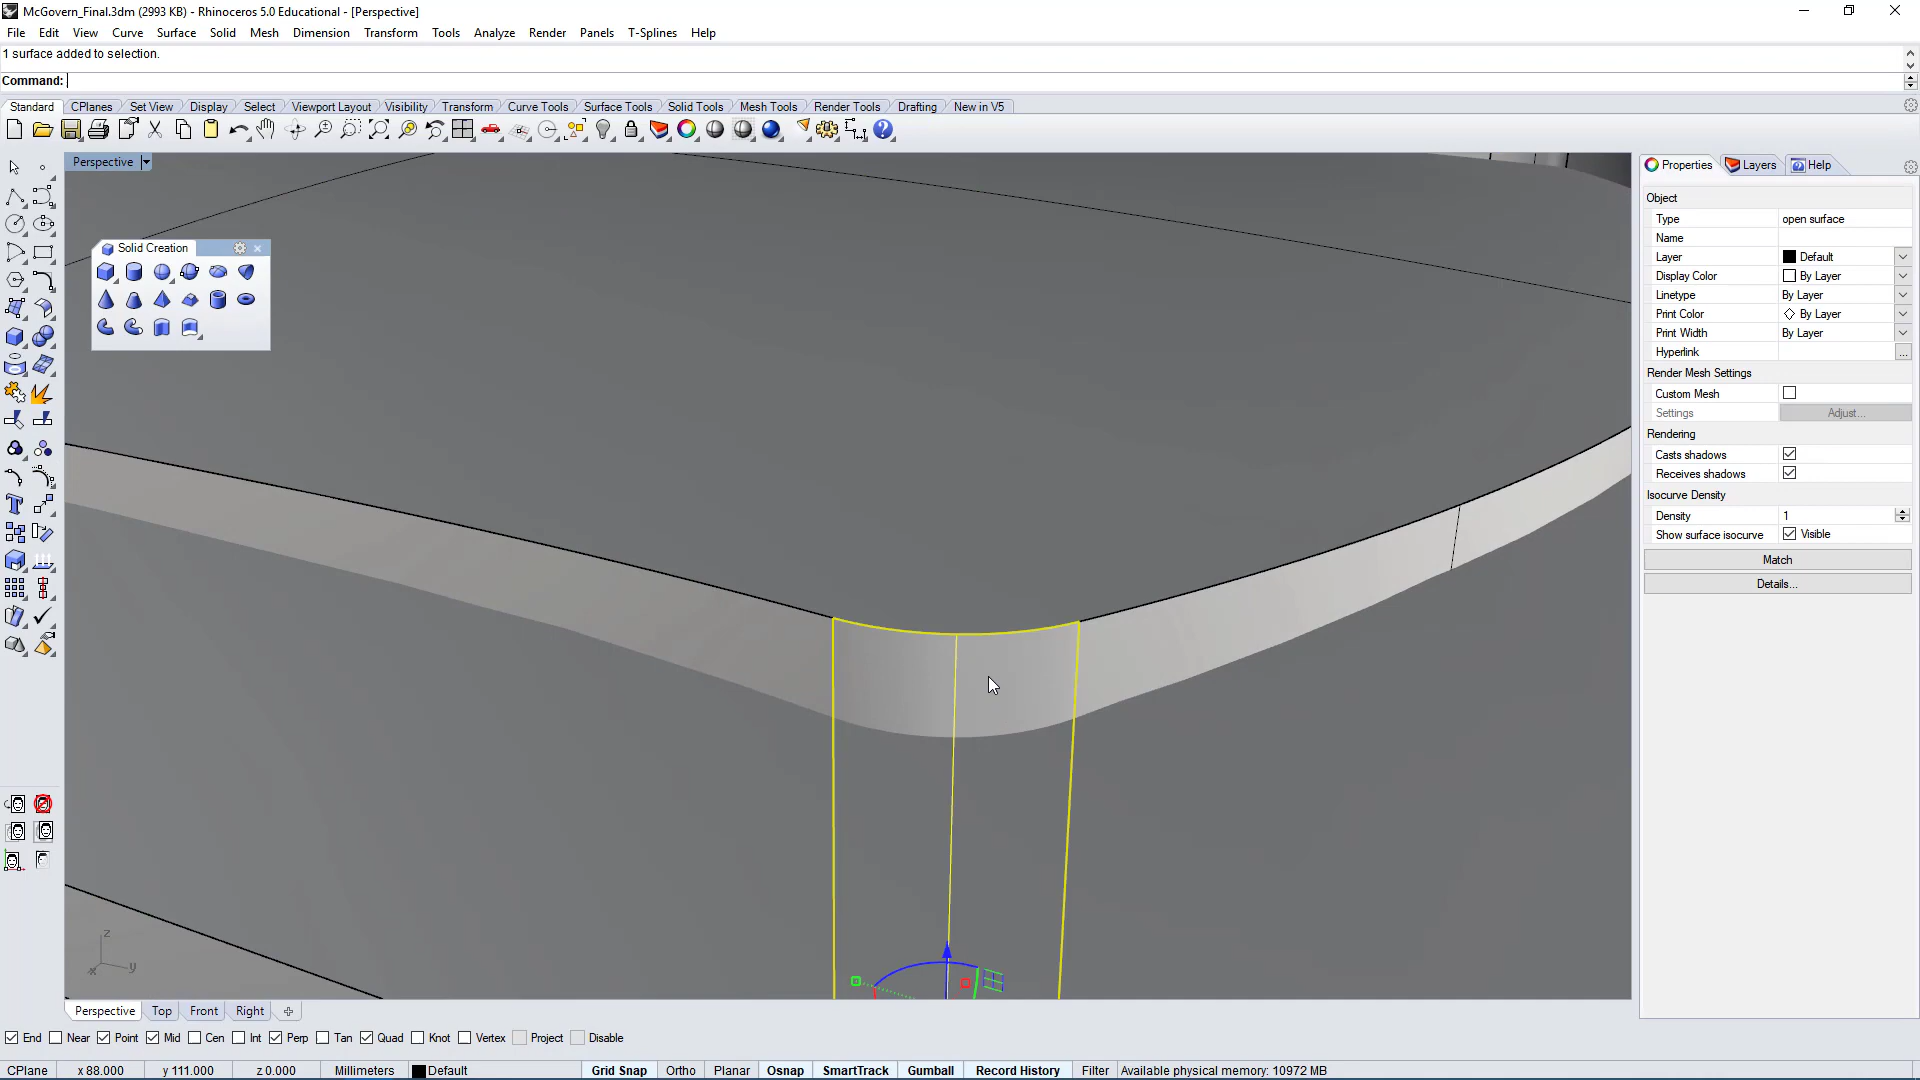 McGovern_Final.3dm (2993 KB) - Rhinoceros 5.0 Educational - [Perspective]
File Edit View Curve Surface Solid Mesh Dimension Transform Tools Analyze Render Panels T-Splines Help
1 surface added to selection.
Command:
Standard CPlanes Set View Display Select Viewport Layout Visibility Transform Curve Tools Surface Tools Solid Tools Mesh Tools Render Tools Drafting New in V5
Perspective
Properties Layers Help
Solid Creation
Object
Type open surface
Name
Layer Default
Display Color By Layer
Linetype By Layer
Print Color By Layer
Print Width By Layer
Hyperlink ...
Render Mesh Settings
Custom Mesh
Settings Adjust...
Rendering
Casts shadows
Receives shadows
Isocurve Density
Density 1
Show surface isocurve Visible
Match
Details...
z
x y
Perspective Top Front Right
End Near Point Mid Cen Int Perp Tan Quad Knot Vertex Project Disable
CPlane x 88.000 y 111.000 z 0.000 Millimeters Default Grid Snap Ortho Planar Osnap SmartTrack Gumball Record History Filter Available physical memory: 10972 MB